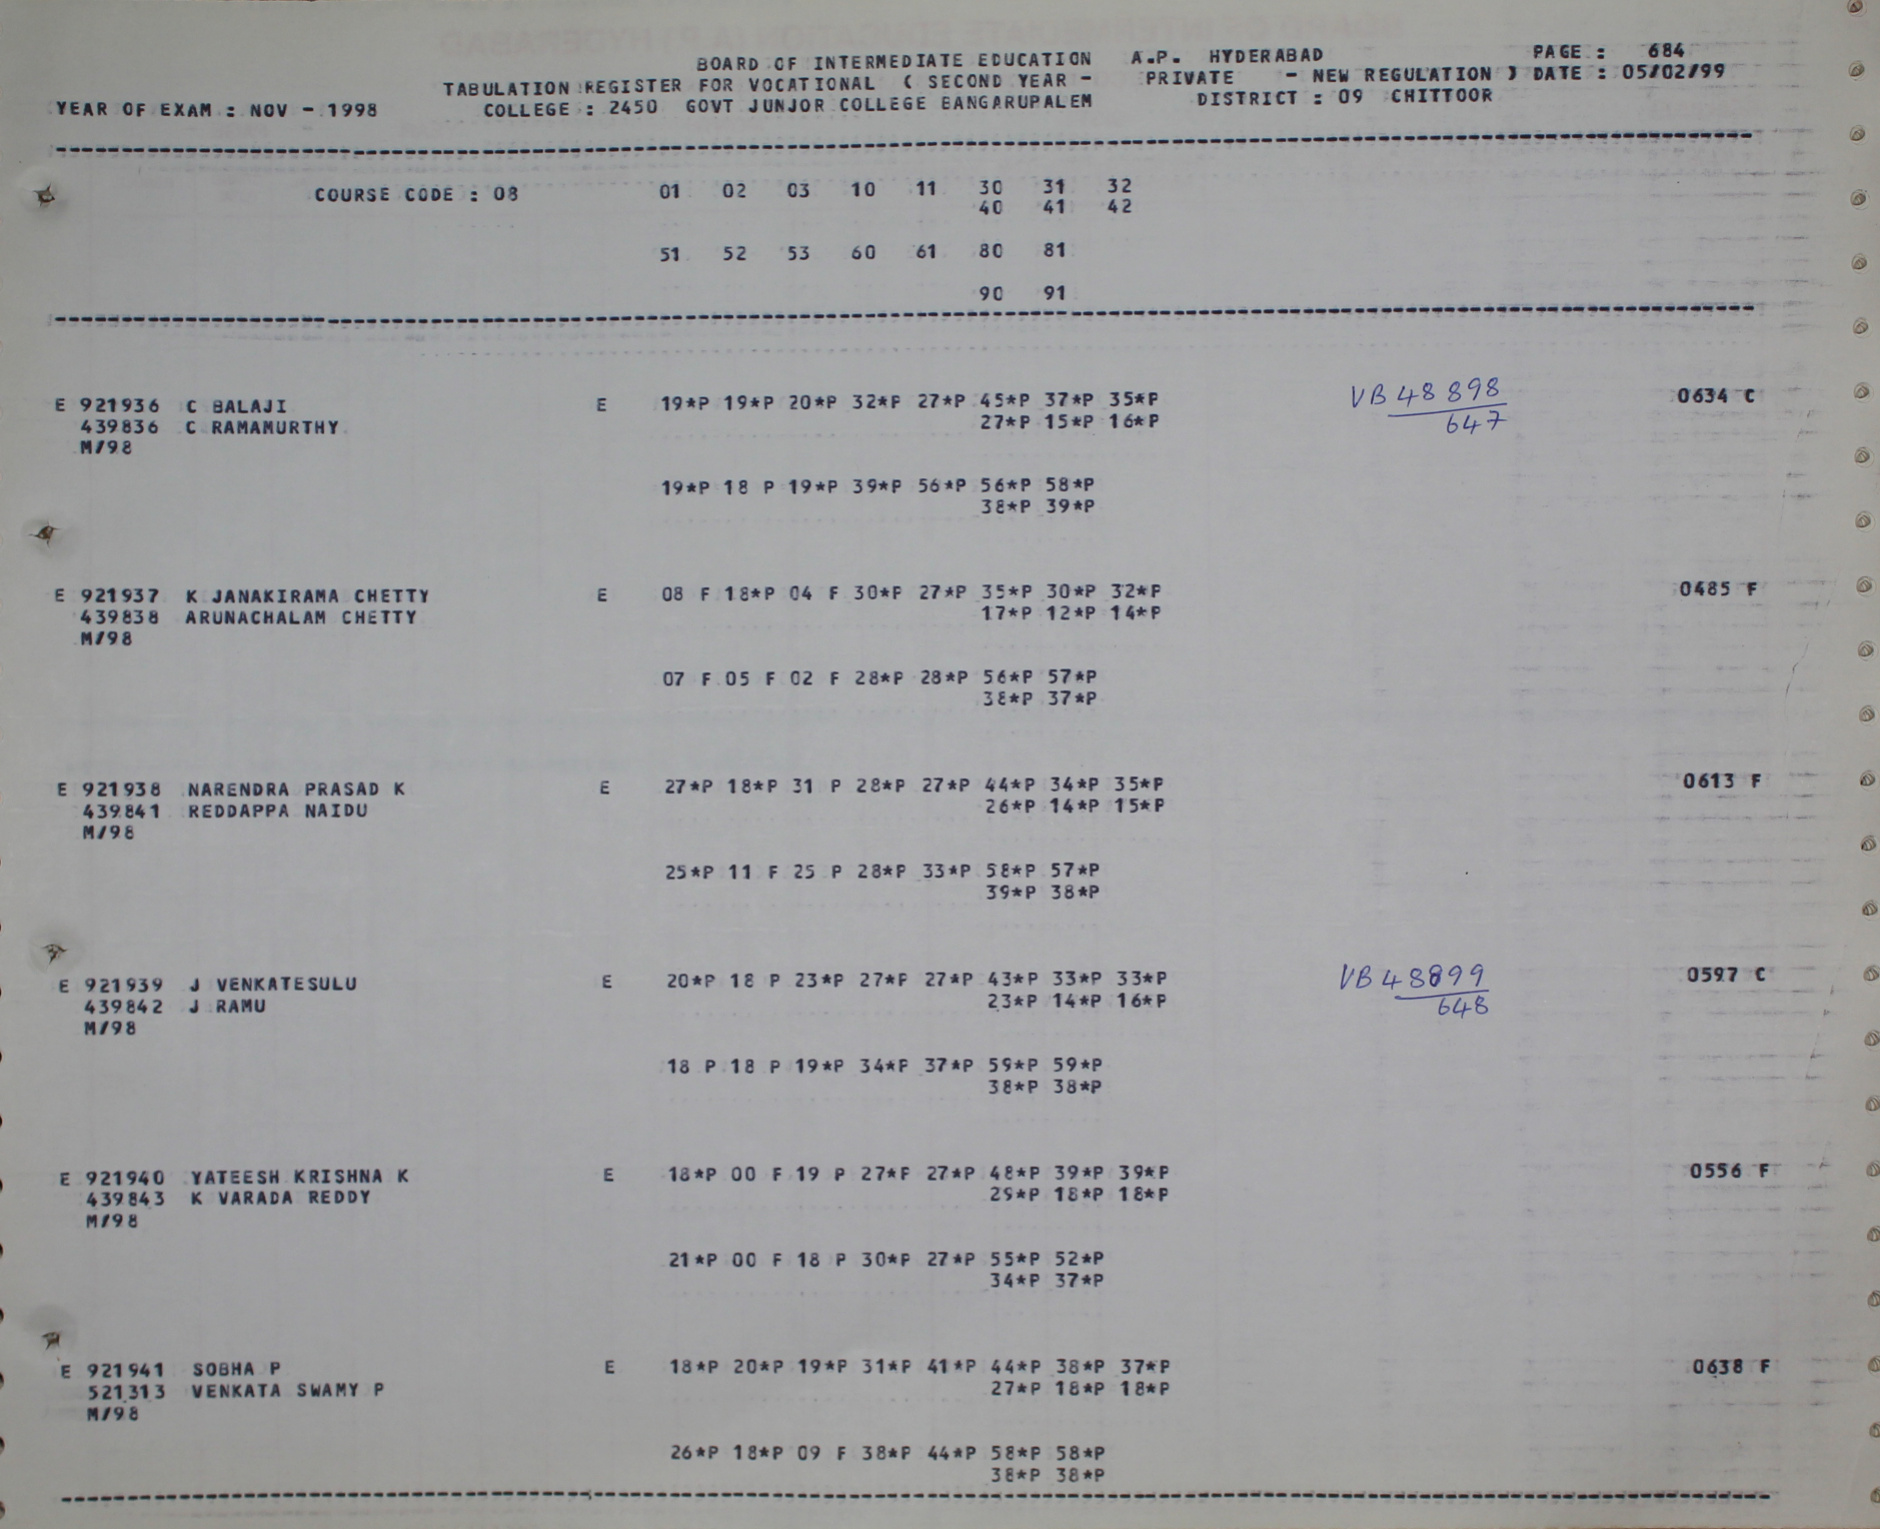 BOARD OF INTERMEDIATE EDUCATION A.P. HYDERABAD PAGE : 684
TABULATION REGISTER FOR VOCATIONAL ( SECOND YEAR - PRIVATE - NEW REGULATION ) DATE : 05/02/99
YEAR OF EXAM : NOV - 1998 COLLEGE : 2450 GOVT JUNJOR COLLEGE BANGARUPALEM DISTRICT : 09 CHITTOOR
COURSE CODE : 08 01 02 03 10 11 30 31 32
40 41 42
51 52 53 60 61 80 81
90 91
E 921936 C BALAJI E 19*P 19*P 20*P 32*P 27*P 45*P 37*P 35*P VB 48898 0634 C
439836 C RAMAMURTHY 27*P 15*P 16*P 647
M/98
19*P 18 P 19*P 39*P 56*P 56*P 58*P
38*P 39*P
E 921937 K JANAKIRAMA CHETTY E 08 F 18*P 04 F 30*P 27*P 35*P 30*P 32*P 0485 F
439838 ARUNACHALAM CHETTY 17*P 12*P 14*P
M/98
07 F 05 F 02 F 28*P 28*P 56*P 57*P
38*P 37*P
E 921938 NARENDRA PRASAD K E 27*P 18*P 31 P 28*P 27*P 44*P 34*P 35*P 0613 F
439841 REDDAPPA NAIDU 26*P 14*P 15*P
M/98
25*P 11 F 25 P 28*P 33*P 58*P 57*P
39*P 38*P
E 921939 J VENKATESULU E 20*P 18 P 23*P 27*P 27*P 43*P 33*P 33*P VB 48899 0597 C
439842 J RAMU 23*P 14*P 16*P 648
M/98
18 P 18 P 19*P 34*P 37*P 59*P 59*P
38*P 38*P
E 921940 YATEESH KRISHNA K E 18*P 00 F 19 P 27*P 27*P 48*P 39*P 39*P 0556 F
439843 K VARADA REDDY 29*P 18*P 18*P
M/98
21*P 00 F 18 P 30*P 27*P 55*P 52*P
34*P 37*P
E 921941 SOBHA P E 18*P 20*P 19*P 31*P 41*P 44*P 38*P 37*P 0638 F
521313 VENKATA SWAMY P 27*P 18*P 18*P
M/98
26*P 18*P 09 F 38*P 44*P 58*P 58*P
38*P 38*P